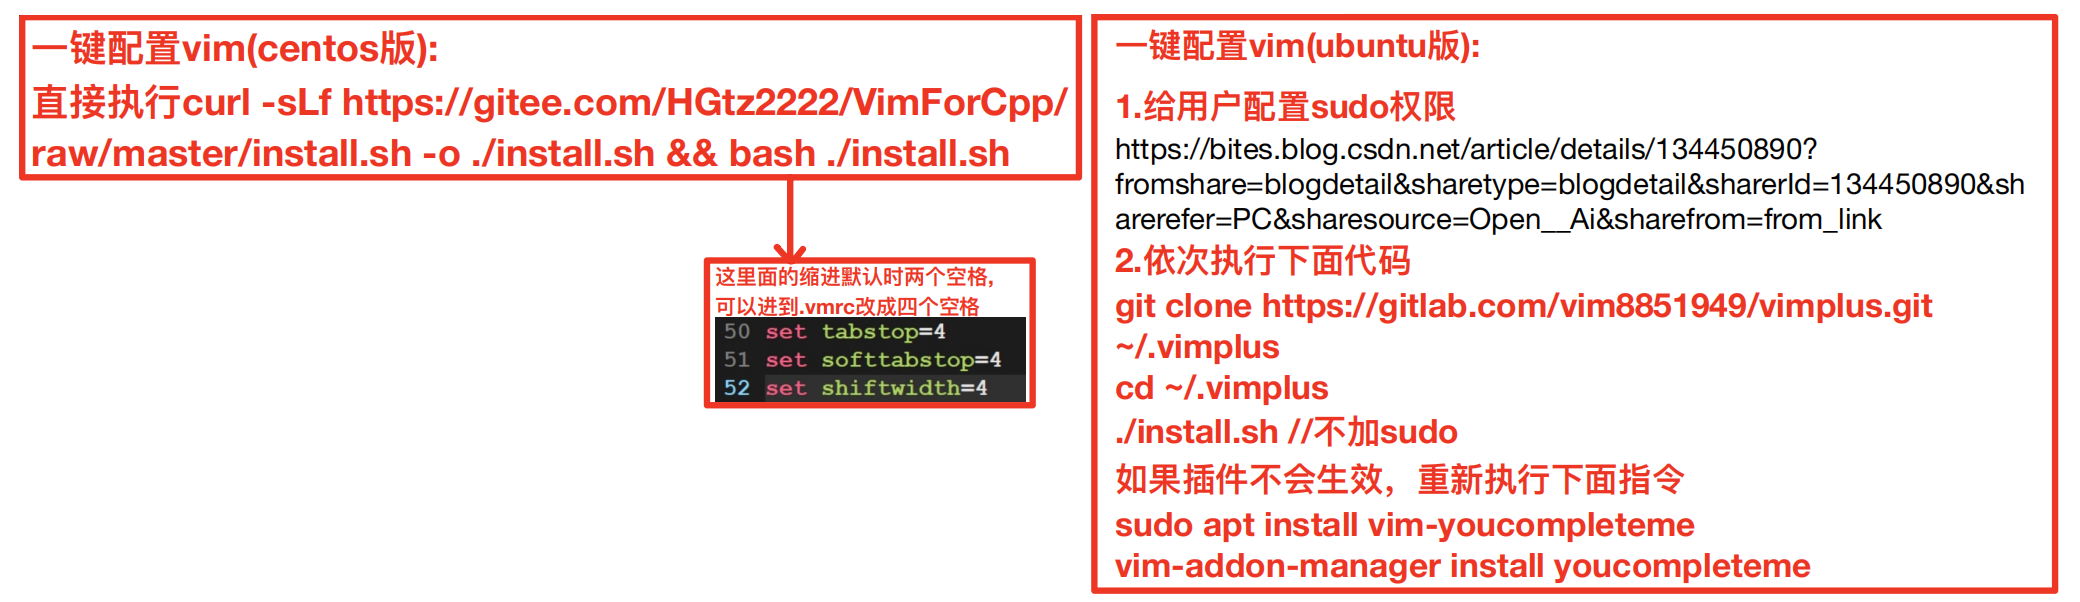 一键配置vim(centos版):
直接执行curl -sLf https://gitee.com/HGtz2222/VimForCpp/
raw/master/install.sh -o ./install.sh && bash ./install.sh
这里面的缩进默认时两个空格,
可以进到.vmrc改成四个空格
50 set tabstop=4
51 set softtabstop=4
52 set shiftwidth=4
一键配置vim(ubuntu版):
1.给用户配置sudo权限
https://bites.blog.csdn.net/article/details/134450890?
fromshare=blogdetail&sharetype=blogdetail&sharerId=134450890&sh
arerefer=PC&sharesource=Open__Ai&sharefrom=from_link
2.依次执行下面代码
git clone https://gitlab.com/vim8851949/vimplus.git
~/.vimplus
cd ~/.vimplus
./install.sh //不加sudo
如果插件不会生效，重新执行下面指令
sudo apt install vim-youcompleteme
vim-addon-manager install youcompleteme